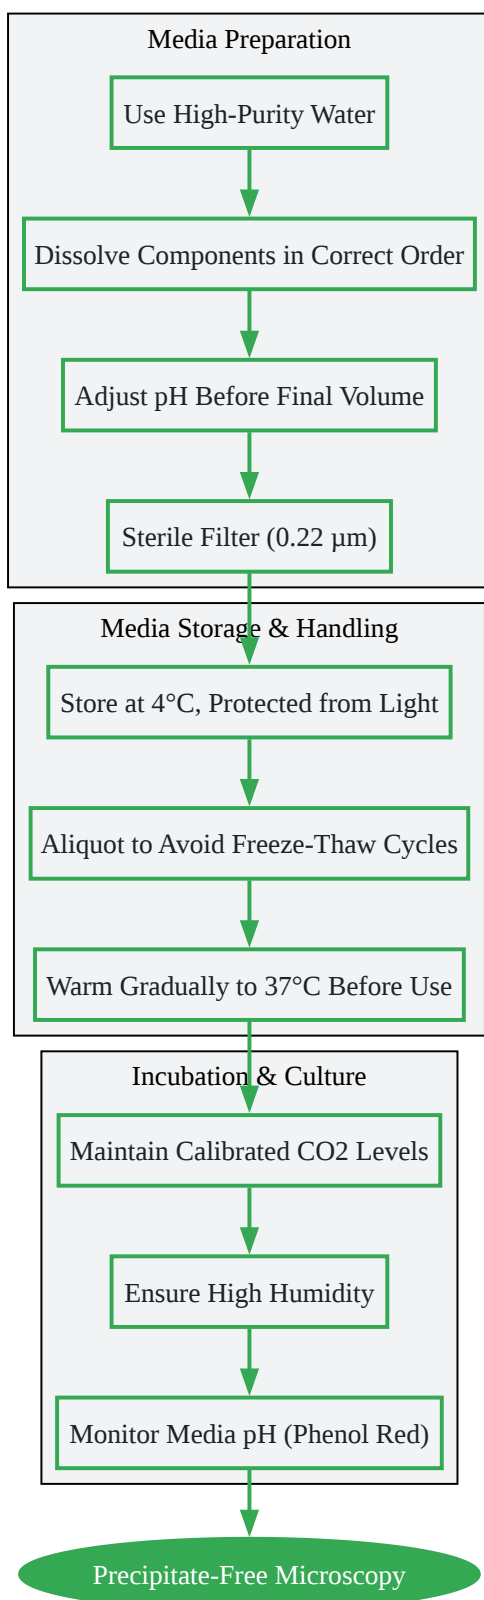 Media Preparation
Use High-Purity Water
Dissolve Components in Correct Order
Adjust pH Before Final Volume
Sterile Filter (0.22 µm)
Media Storage & Handling
Store at 4°C, Protected from Light
Aliquot to Avoid Freeze-Thaw Cycles
Warm Gradually to 37°C Before Use
Incubation & Culture
Maintain Calibrated CO2 Levels
Ensure High Humidity
Monitor Media pH (Phenol Red)
Precipitate-Free Microscopy